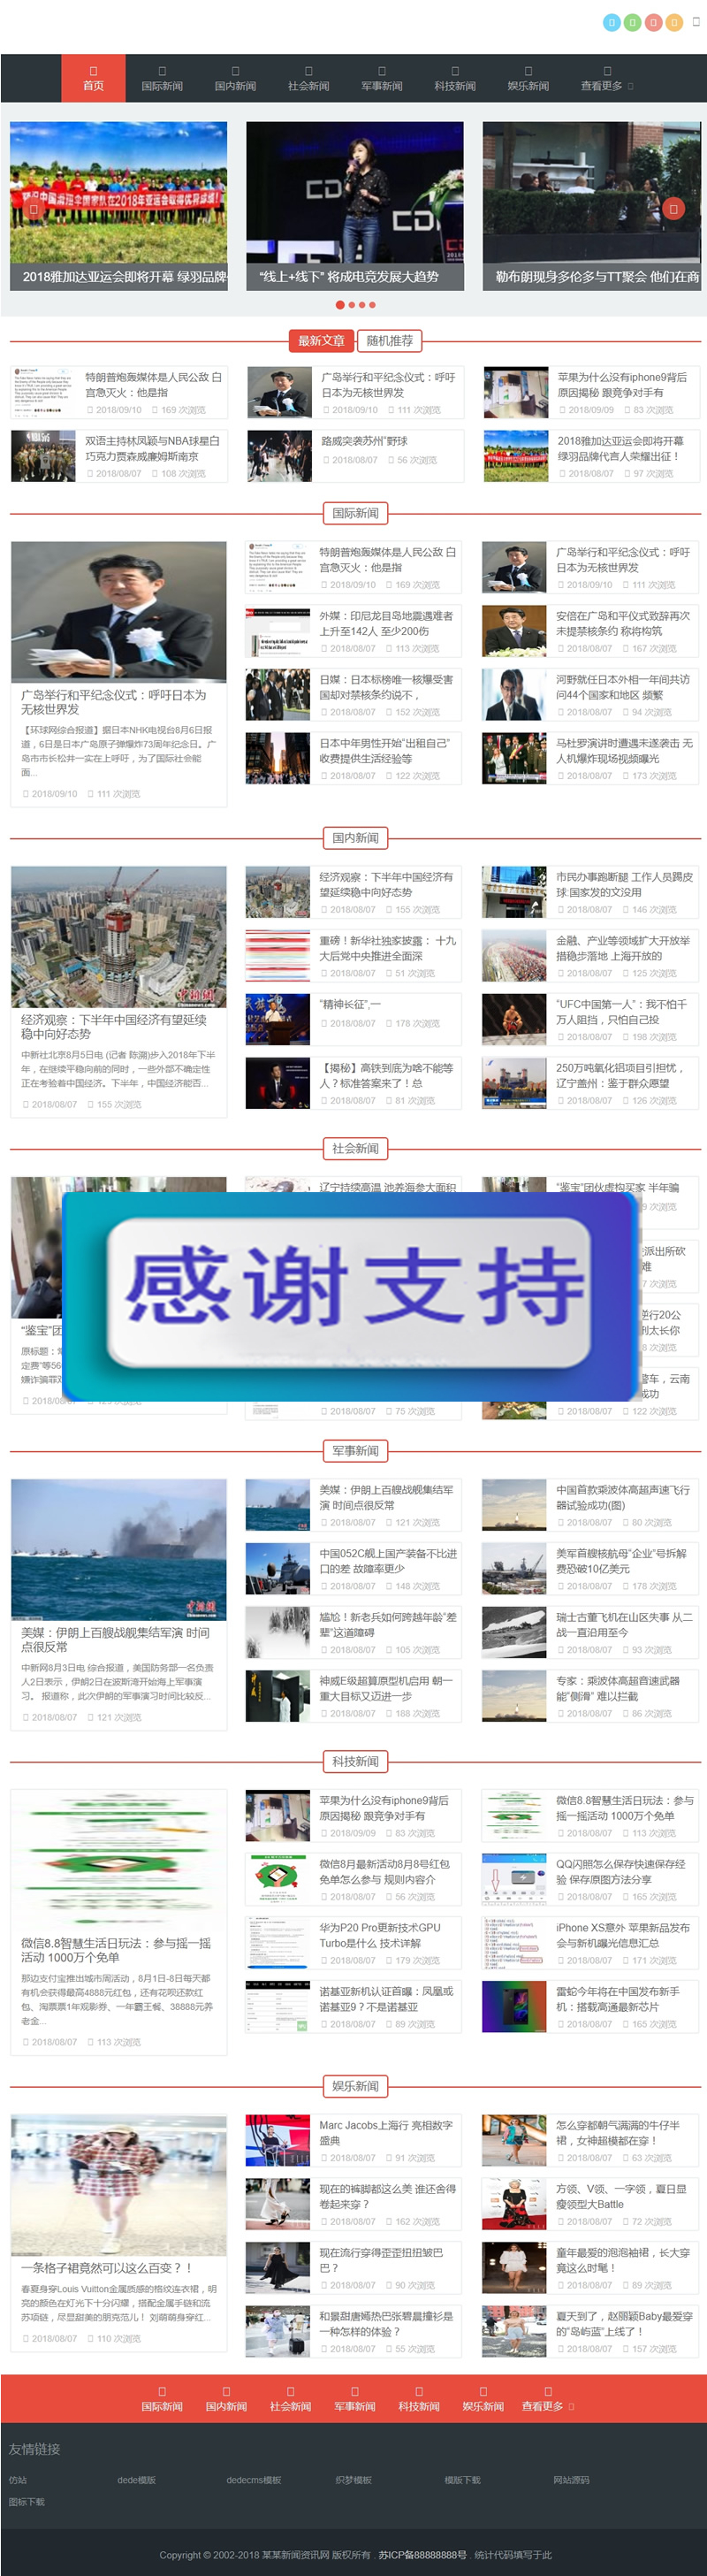 首页
国际新闻
国内新闻
社会新闻
军事新闻
科技新闻
娱乐新闻
查看更多
2018雅加达亚运会即将开幕 绿羽品牌
“线上+线下” 将成电竞发展大趋势
勒布朗现身多伦多与TT聚会 他们在商
最新文章
随机推荐
特朗普炮轰媒体是人民公敌 白
宫急灭火：他是指
2018/09/10 169 次浏览
广岛举行和平纪念仪式：呼吁
日本为无核世界发
2018/09/10 111 次浏览
苹果为什么没有iphone9背后
原因揭秘 跟竞争对手有
2018/09/09 83 次浏览
双语主持林凤颖与NBA球星白
巧克力贾森威廉姆斯南京
2018/08/07 108 次浏览
路威突袭苏州“野球
2018/08/07 56 次浏览
2018雅加达亚运会即将开幕
绿羽品牌代言人荣耀出征！
2018/08/07 97 次浏览
国际新闻
广岛举行和平纪念仪式：呼吁日本为
无核世界发
【环球网综合报道】据日本NHK电视台8月6日报
道，6日是日本广岛原子弹爆炸73周年纪念日。广
岛市市长松井一实在上呼吁，为了国际社会能
面...
2018/09/10 111 次浏览
特朗普炮轰媒体是人民公敌 白
宫急灭火：他是指
2018/09/10 169 次浏览
广岛举行和平纪念仪式：呼吁
日本为无核世界发
2018/09/10 111 次浏览
外媒：印尼龙目岛地震遇难者
上升至142人 至少200伤
2018/08/07 113 次浏览
安倍在广岛和平仪式致辞再次
未提禁核条约 称将构筑
2018/08/07 167 次浏览
日媒：日本标榜唯一核爆受害
国却对禁核条约说不，
2018/08/07 152 次浏览
河野就任日本外相一年间共访
问44个国家和地区 频繁
2018/08/07 94 次浏览
日本中年男性开始“出租自己”
收费提供生活经验等
2018/08/07 122 次浏览
马杜罗演讲时遭遇未遂袭击 无
人机爆炸现场视频曝光
2018/08/07 173 次浏览
国内新闻
经济观察：下半年中国经济有望延续
稳中向好态势
中新社北京8月5日电 (记者 陈溯)步入2018年下半
年，在继续平稳向前的同时，一些外部不确定性
正在考验着中国经济。下半年，中国经济能否...
2018/08/07 155 次浏览
经济观察：下半年中国经济有
望延续稳中向好态势
2018/08/07 155 次浏览
市民办事跑断腿 工作人员踢皮
球:国家发的文没用
2018/08/07 146 次浏览
重磅！新华社独家披露： 十九
大后党中央推进全面深
2018/08/07 51 次浏览
金融、产业等领域扩大开放举
措稳步落地 上海开放的
2018/08/07 125 次浏览
“精神长征”,一
2018/08/07 178 次浏览
“UFC中国第一人”：我不怕千
万人阻挡，只怕自己投
2018/08/07 198 次浏览
【揭秘】高铁到底为啥不能等
人？标准答案来了！总
2018/08/07 81 次浏览
250万吨氧化铝项目引担忧，
辽宁盖州：鉴于群众愿望
2018/08/07 126 次浏览
社会新闻
辽宁持续高温 池养海参大面积
“鉴宝”团伙虚构买家 半年骗
9 次浏览
派出所砍
难
7 次浏览
感谢支持
“鉴宝”团
原标题：
定费”等56
嫌诈骗罪
逆行20公
刑太长你
8 次浏览
警车，云南
成功
2018/08/07 75 次浏览
2018/08/07 122 次浏览
军事新闻
美媒：伊朗上百艘战舰集结军演 时间
点很反常
中新网8月3日电 综合报道，美国防务部一名负责
人2日表示，伊朗2日在波斯湾开始海上军事演
习。 报道称，此次伊朗的军事演习时间比较反...
2018/08/07 121 次浏览
美媒：伊朗上百艘战舰集结军
演 时间点很反常
2018/08/07 121 次浏览
中国首款乘波体高超声速飞行
器试验成功(图)
2018/08/07 80 次浏览
中国052C舰上国产装备不比进
口的差 故障率更少
2018/08/07 148 次浏览
美军首艘核航母“企业”号拆解
费恐破10亿美元
2018/08/07 178 次浏览
尴尬！新老兵如何跨越年龄“差
辈”这道障碍
2018/08/07 105 次浏览
瑞士古董飞机在山区失事 从二
战一直沿用至今
2018/08/07 93 次浏览
神威E级超算原型机启用 朝一
重大目标又迈进一步
2018/08/07 188 次浏览
专家：乘波体高超音速武器
能“侧滑” 难以拦截
2018/08/07 86 次浏览
科技新闻
微信8.8智慧生活日玩法：参与摇一摇
活动 1000万个免单
那边支付宝推出城市周活动，8月1日-8日每天都
有机会获得最高4888元红包，还有花呗还款红
包、淘票票1年观影券、一年霸王餐、38888元养
老金...
2018/08/07 113 次浏览
苹果为什么没有iphone9背后
原因揭秘 跟竞争对手有
2018/09/09 83 次浏览
微信8.8智慧生活日玩法：参与
摇一摇活动 1000万个免单
2018/08/07 113 次浏览
微信8月最新活动8月8号红包
免单怎么参与 规则内容介
2018/08/07 56 次浏览
QQ闪照怎么保存快速保存经
验 保存原图方法分享
2018/08/07 165 次浏览
华为P20 Pro更新技术GPU
Turbo是什么 技术详解
2018/08/07 179 次浏览
iPhone XS意外 苹果新品发布
会与新机曝光信息汇总
2018/08/07 171 次浏览
诺基亚新机认证首曝：凤凰或
诺基亚9？不是诺基亚
2018/08/07 89 次浏览
雷蛇今年将在中国发布新手
机：搭载高通最新芯片
2018/08/07 165 次浏览
娱乐新闻
一条格子裙竟然可以这么百变？！
春夏身穿Louis Vuitton金属质感的格纹连衣裙，明
亮的颜色在灯光下十分闪耀，搭配金属手链和流
苏项链，尽显甜美的朋克范儿！ 刘萌萌身穿红...
2018/08/07 110 次浏览
Marc Jacobs上海行 亮相数字
盛典
2018/08/07 91 次浏览
怎么穿都朝气满满的牛仔半
裙，女神超模都在穿！
2018/08/07 63 次浏览
现在的裤脚都这么美 谁还舍得
卷起来穿？
2018/08/07 162 次浏览
方领、V领、一字领，夏日显
瘦领型大Battle
2018/08/07 72 次浏览
现在流行穿得歪歪扭扭皱巴
巴？
2018/08/07 90 次浏览
童年最爱的泡泡袖裙，长大穿
竟这么时髦！
2018/08/07 89 次浏览
和景甜唐嫣热巴张碧晨撞衫是
一种怎样的体验？
2018/08/07 55 次浏览
夏天到了，赵丽颖Baby最爱穿
的“岛屿蓝”上线了！
2018/08/07 157 次浏览
国际新闻
国内新闻
社会新闻
军事新闻
科技新闻
娱乐新闻
查看更多
友情链接
仿站
dede模版
dedecms模板
织梦模板
模版下载
网站源码
图标下载
Copyright © 2002-2018 某某新闻资讯网 版权所有 . 苏ICP备88888888号 . 统计代码填写于此